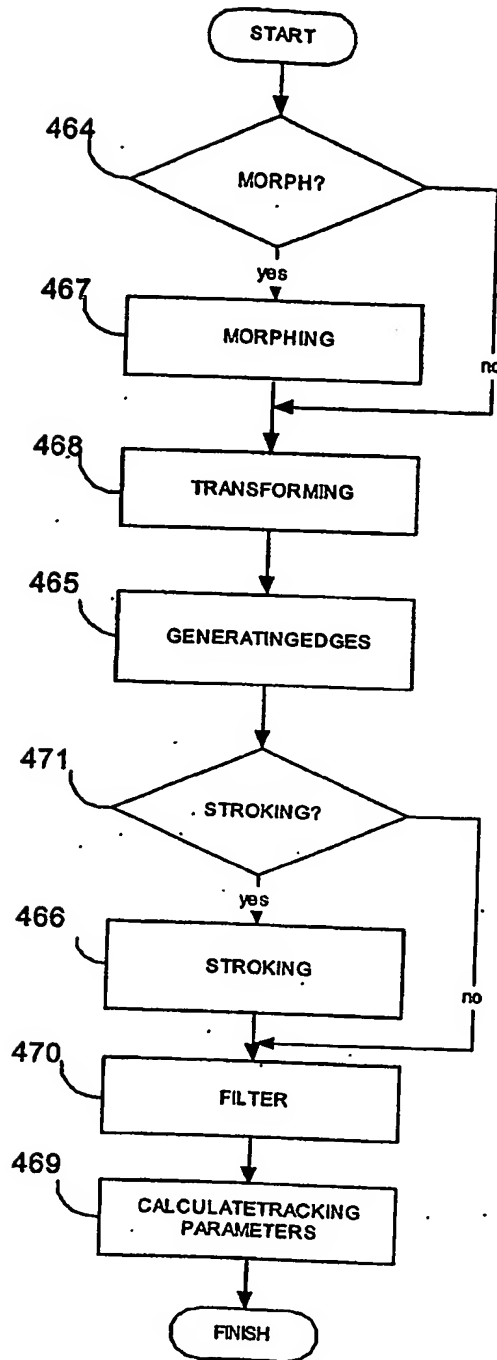 START
464
MORPH?
yes
467
MORPHING
no
468
TRANSFORMING
465
GENERATINGEDGES
471
STROKING?
yes
466
STROKING
no
470
FILTER
469
CALCULATETRACKING
PARAMETERS
FINISH